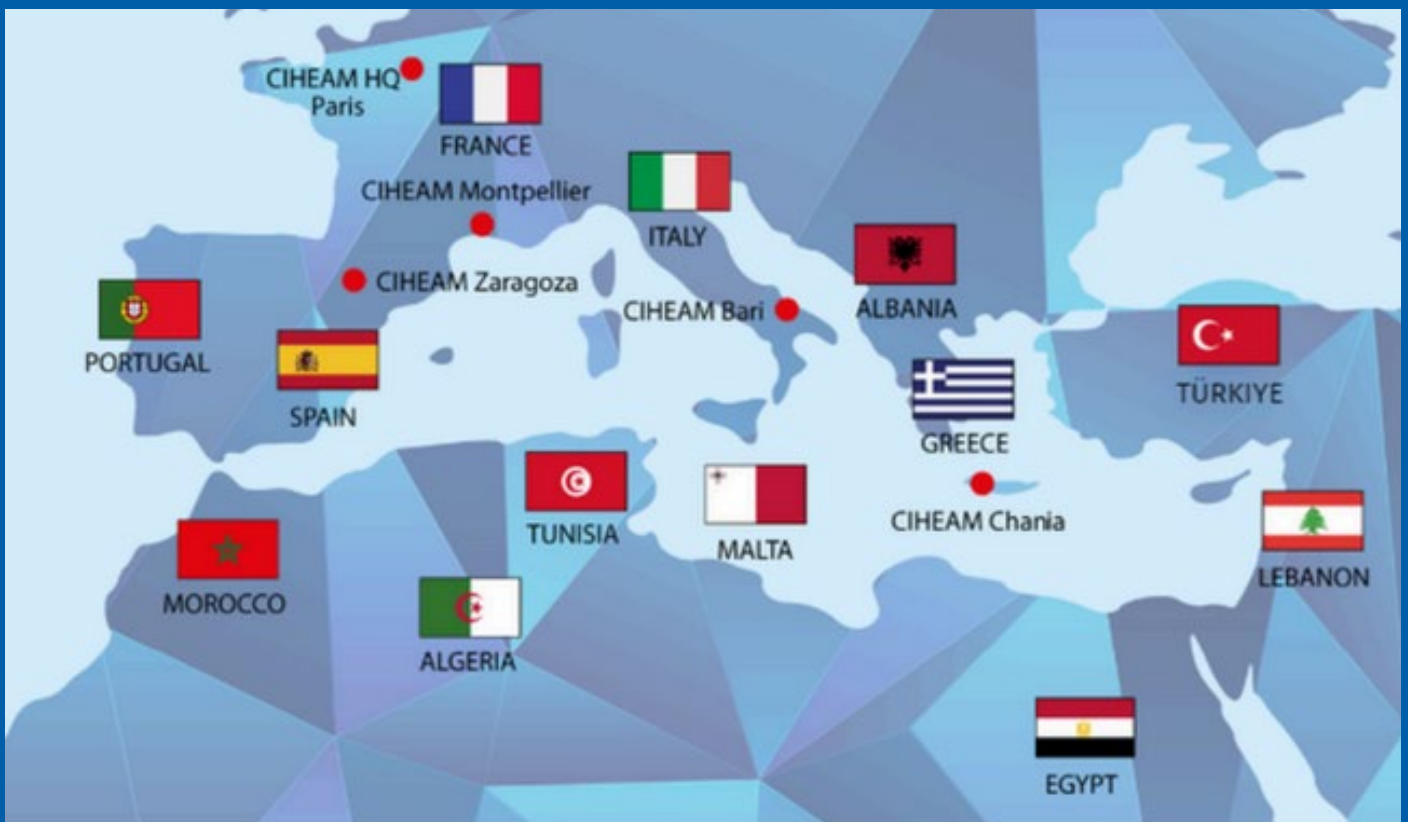 CIHEAM HQ
Paris
FRANCE
CIHEAM Montpellier
ITALY
CIHEAM Zaragoza
CIHEAM Bari
ALBANIA
PORTUGAL
SPAIN
TÜRKIYE
GREECE
CIHEAM Chania
TUNISIA
MALTA
LEBANON
MOROCCO
ALGERIA
EGYPT